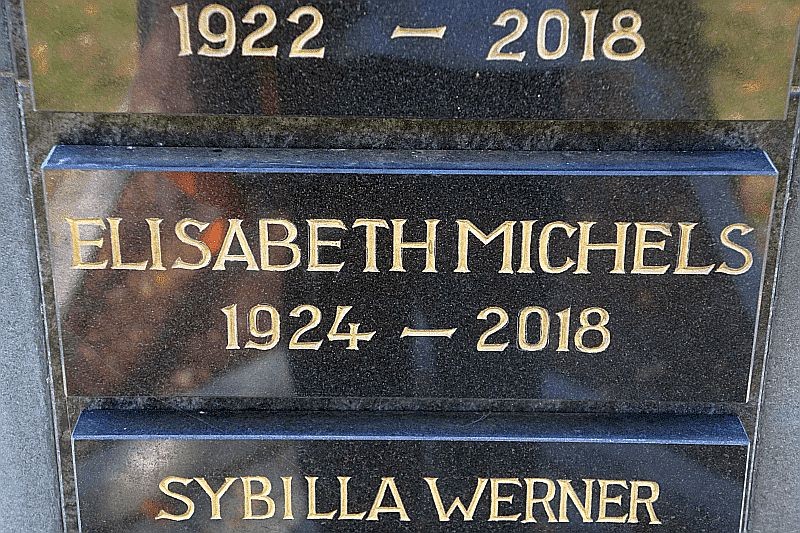 1922 – 2018
ELISABETH MICHELS
1924 – 2018
SYBILLA WERNER